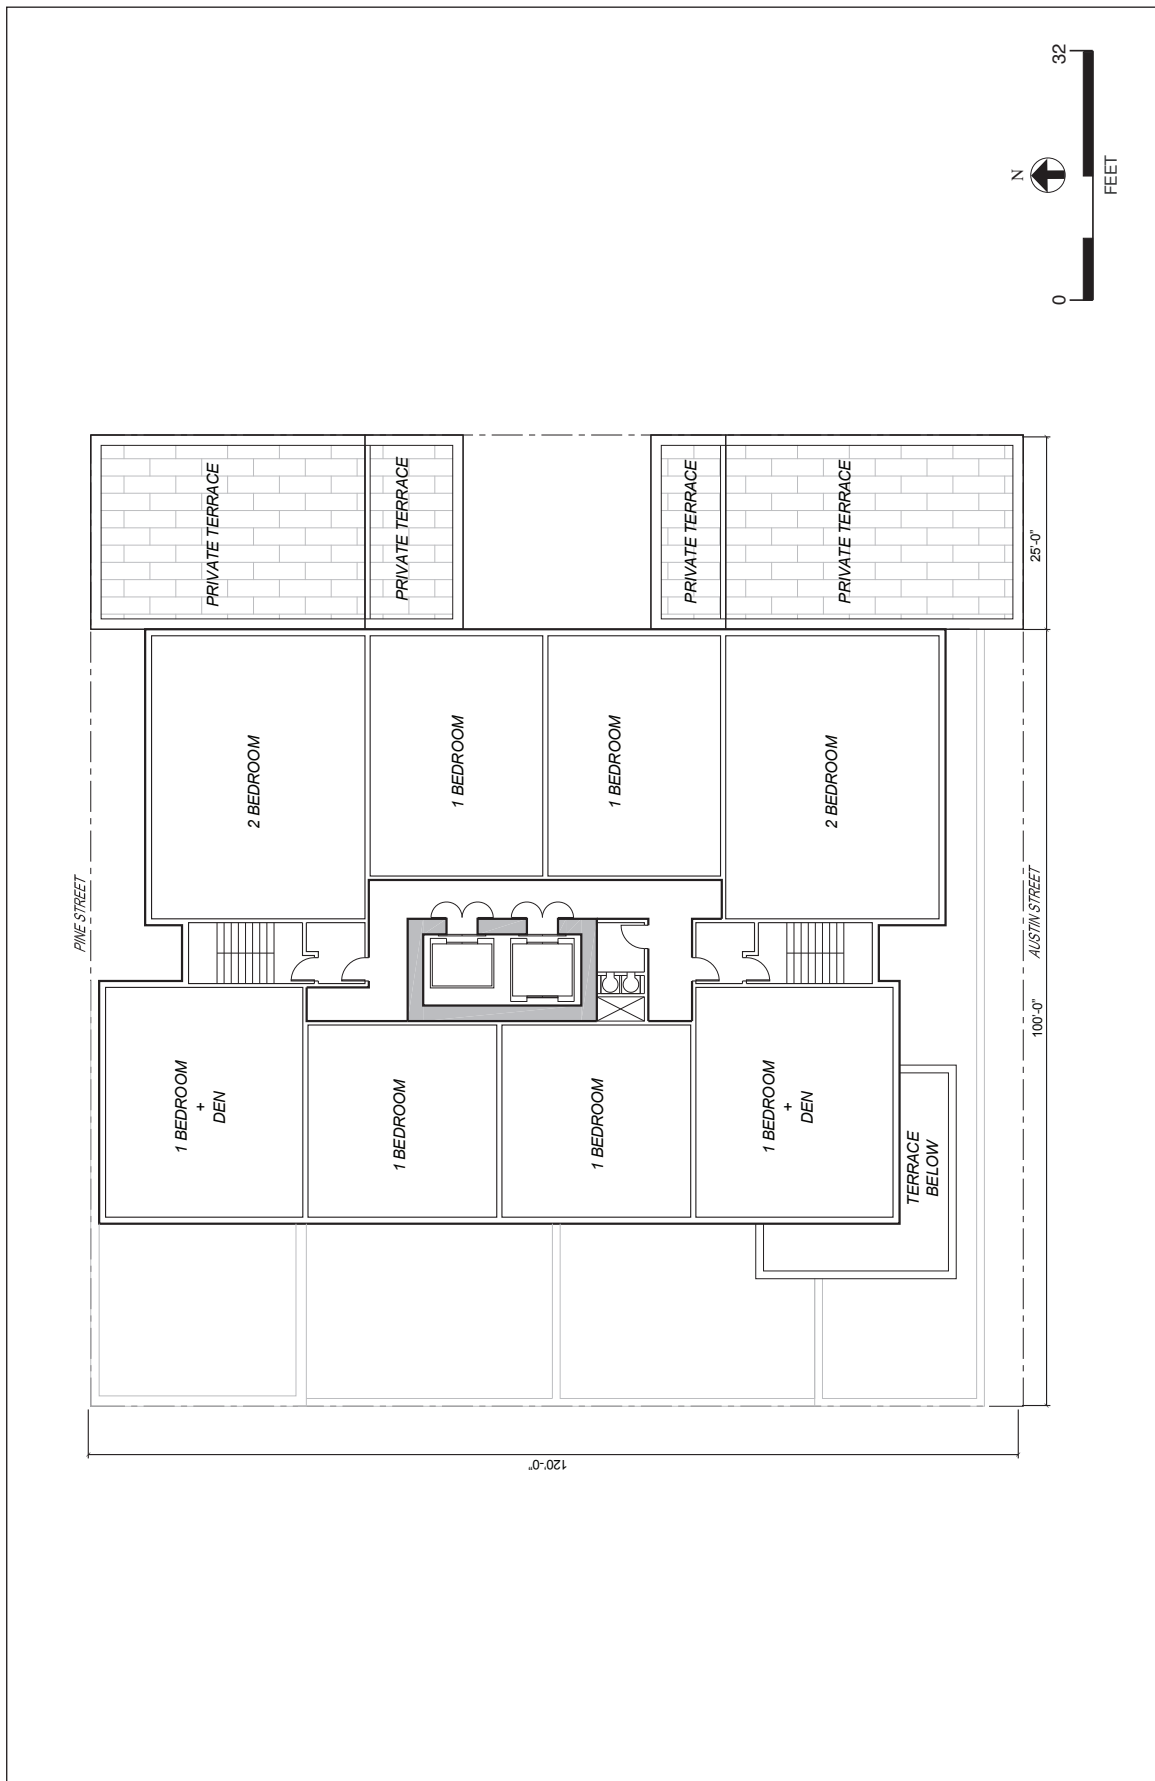 PINE STREET
1 BEDROOM
+
DEN
2 BEDROOM
PRIVATE TERRACE
1 BEDROOM
1 BEDROOM
PRIVATE TERRACE
120'-0"
1 BEDROOM
1 BEDROOM
PRIVATE TERRACE
1 BEDROOM
+
DEN
2 BEDROOM
PRIVATE TERRACE
TERRACE
BELOW
AUSTIN STREET
100'-0"
25'-0"
N
0
32
FEET